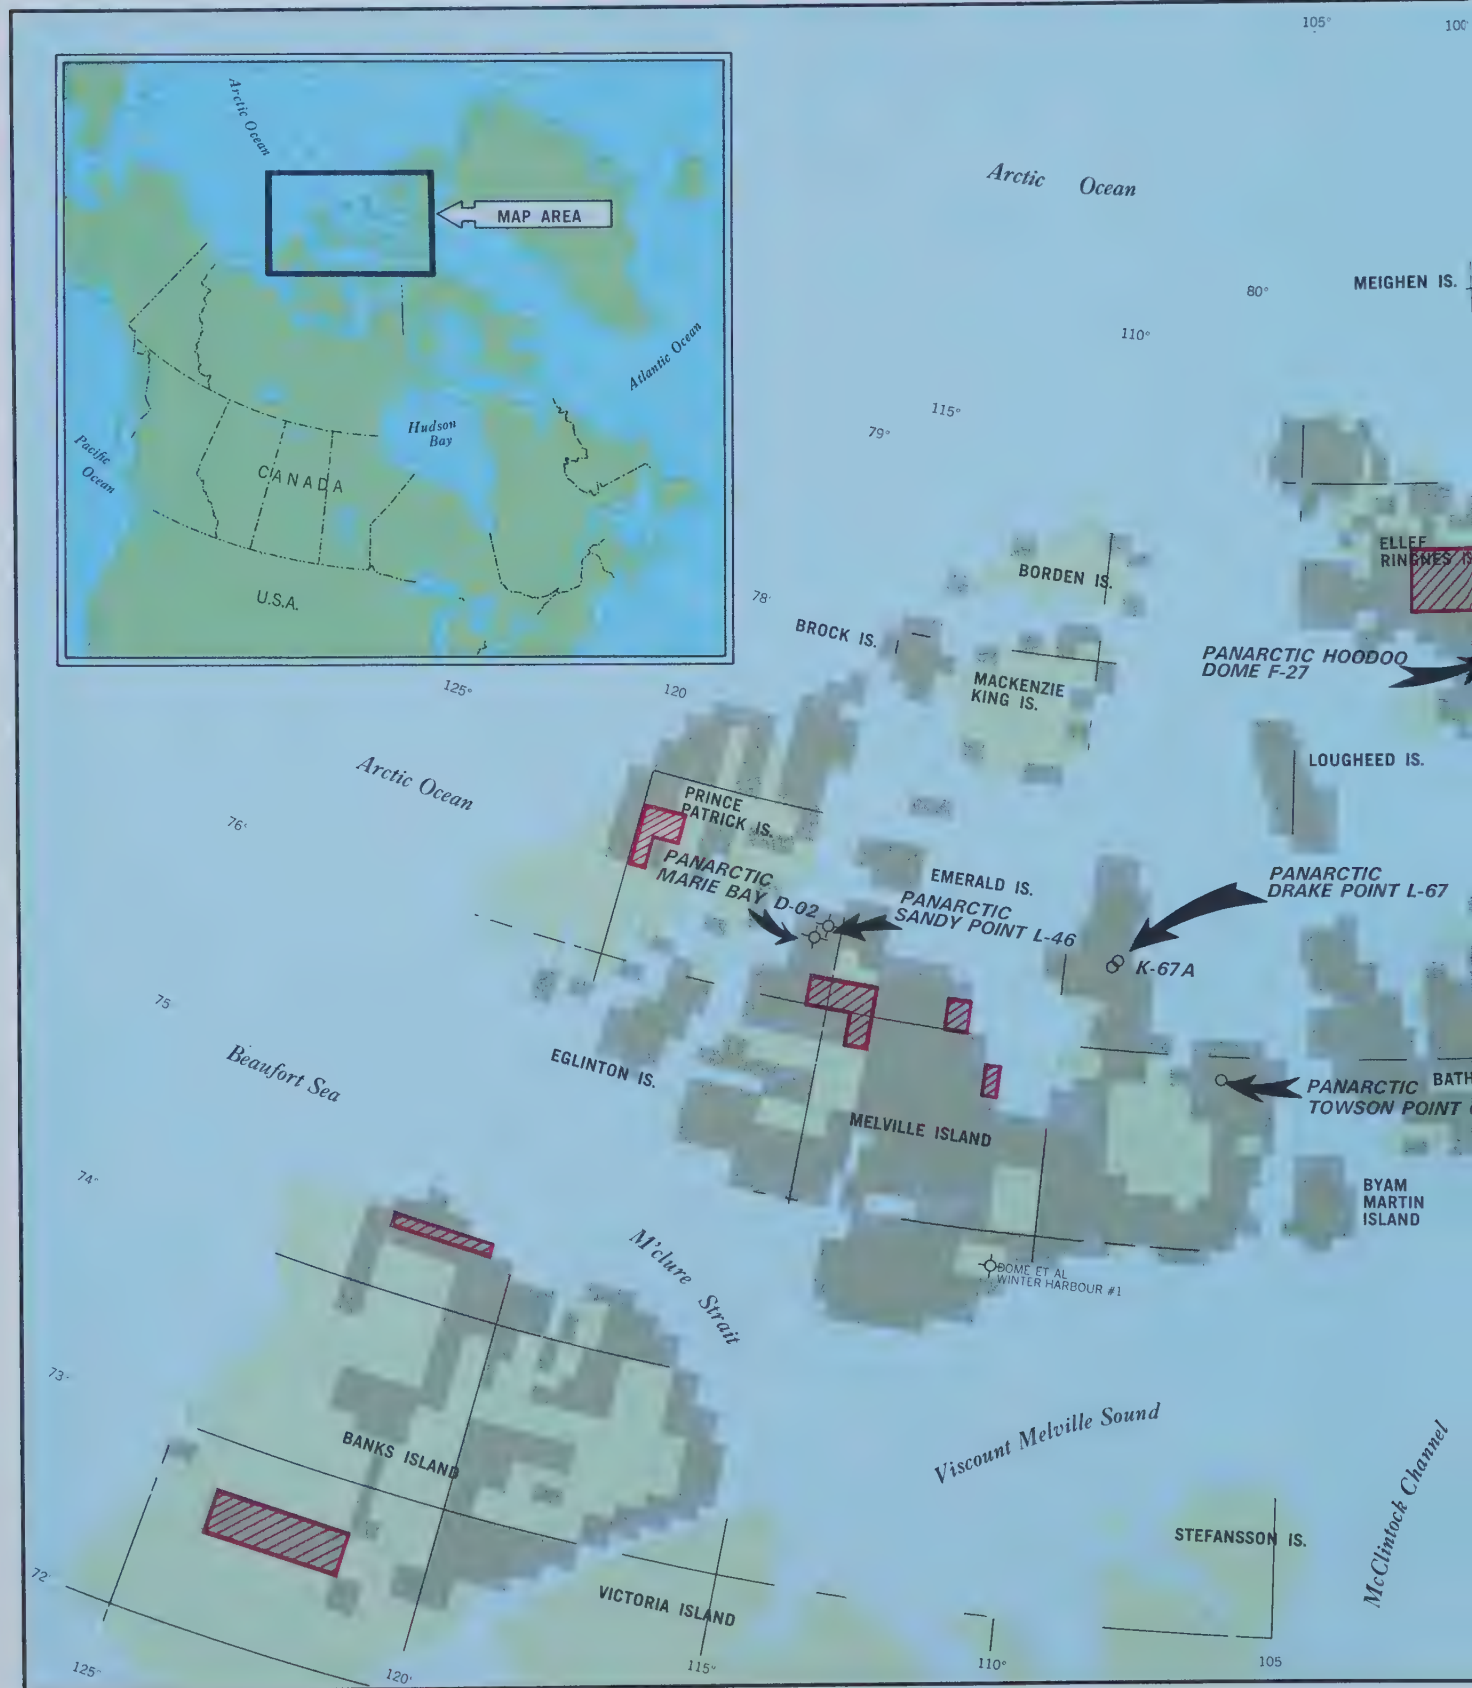 105°
100°
Arctic Ocean
MAP AREA
Atlantic Ocean
Hudson
Bay
Pacific
Ocean
CANADA
U.S.A.
Arctic Ocean
MEIGHEN IS.
80°
110°
115°
79°
78°
ELLEF
RINGNES IS
BORDEN IS.
BROCK IS.
PANARCTIC HOODOO
DOME F-27
MACKENZIE
KING IS.
125°
120
LOUGHEED IS.
Arctic Ocean
PRINCE
PATRICK IS.
76°
PANARCTIC
MARIE BAY D-02
EMERALD IS.
PANARCTIC
SANDY POINT L-46
PANARCTIC
DRAKE POINT L-67
K-67A
75
EGLINTON IS.
Beaufort Sea
PANARCTIC
TOWSON POINT
BATH
MELVILLE ISLAND
74°
BYAM
MARTIN
ISLAND
M'clure Strait
DOME ET AL
WINTER HARBOUR #1
73°
BANKS ISLAND
Viscount Melville Sound
McClintock Channel
STEFANSSON IS.
72°
VICTORIA ISLAND
125°
120°
115°
110°
105